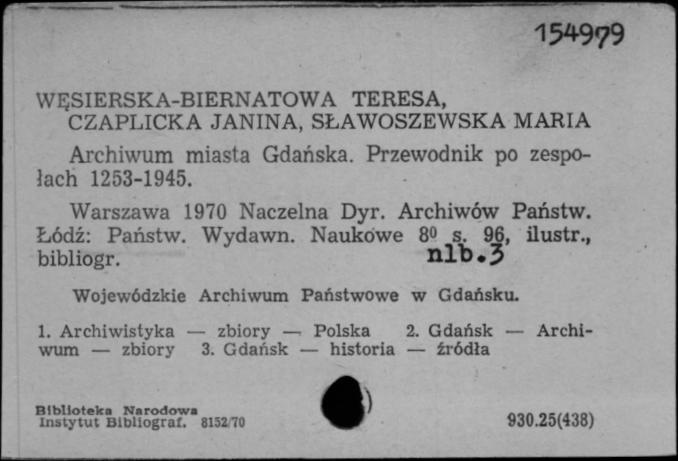 154979
WĘSIERSKA-BIERNATOWA TERESA,
CZAPLICKA JANINA, SŁAWOSZEWSKA MARIA
Archiwum miasta Gdańska. Przewodnik po zespo-
łach 1253-1945.
Warszawa 1970 Naczelna Dyr. Archiwów Państw.
Łódź: Państw. Wydawn. Naukowe 8⁰ s. 96, ilustr.,
bibliogr. nlb.3
Wojewódzkie Archiwum Państwowe w Gdańsku.
1. Archiwistyka — zbiory — Polska 2. Gdańsk — Archi-
wum — zbiory 3. Gdańsk — historia — źródła
Biblioteka Narodowa
Instytut Bibliograf. 8152/70 930.25(438)